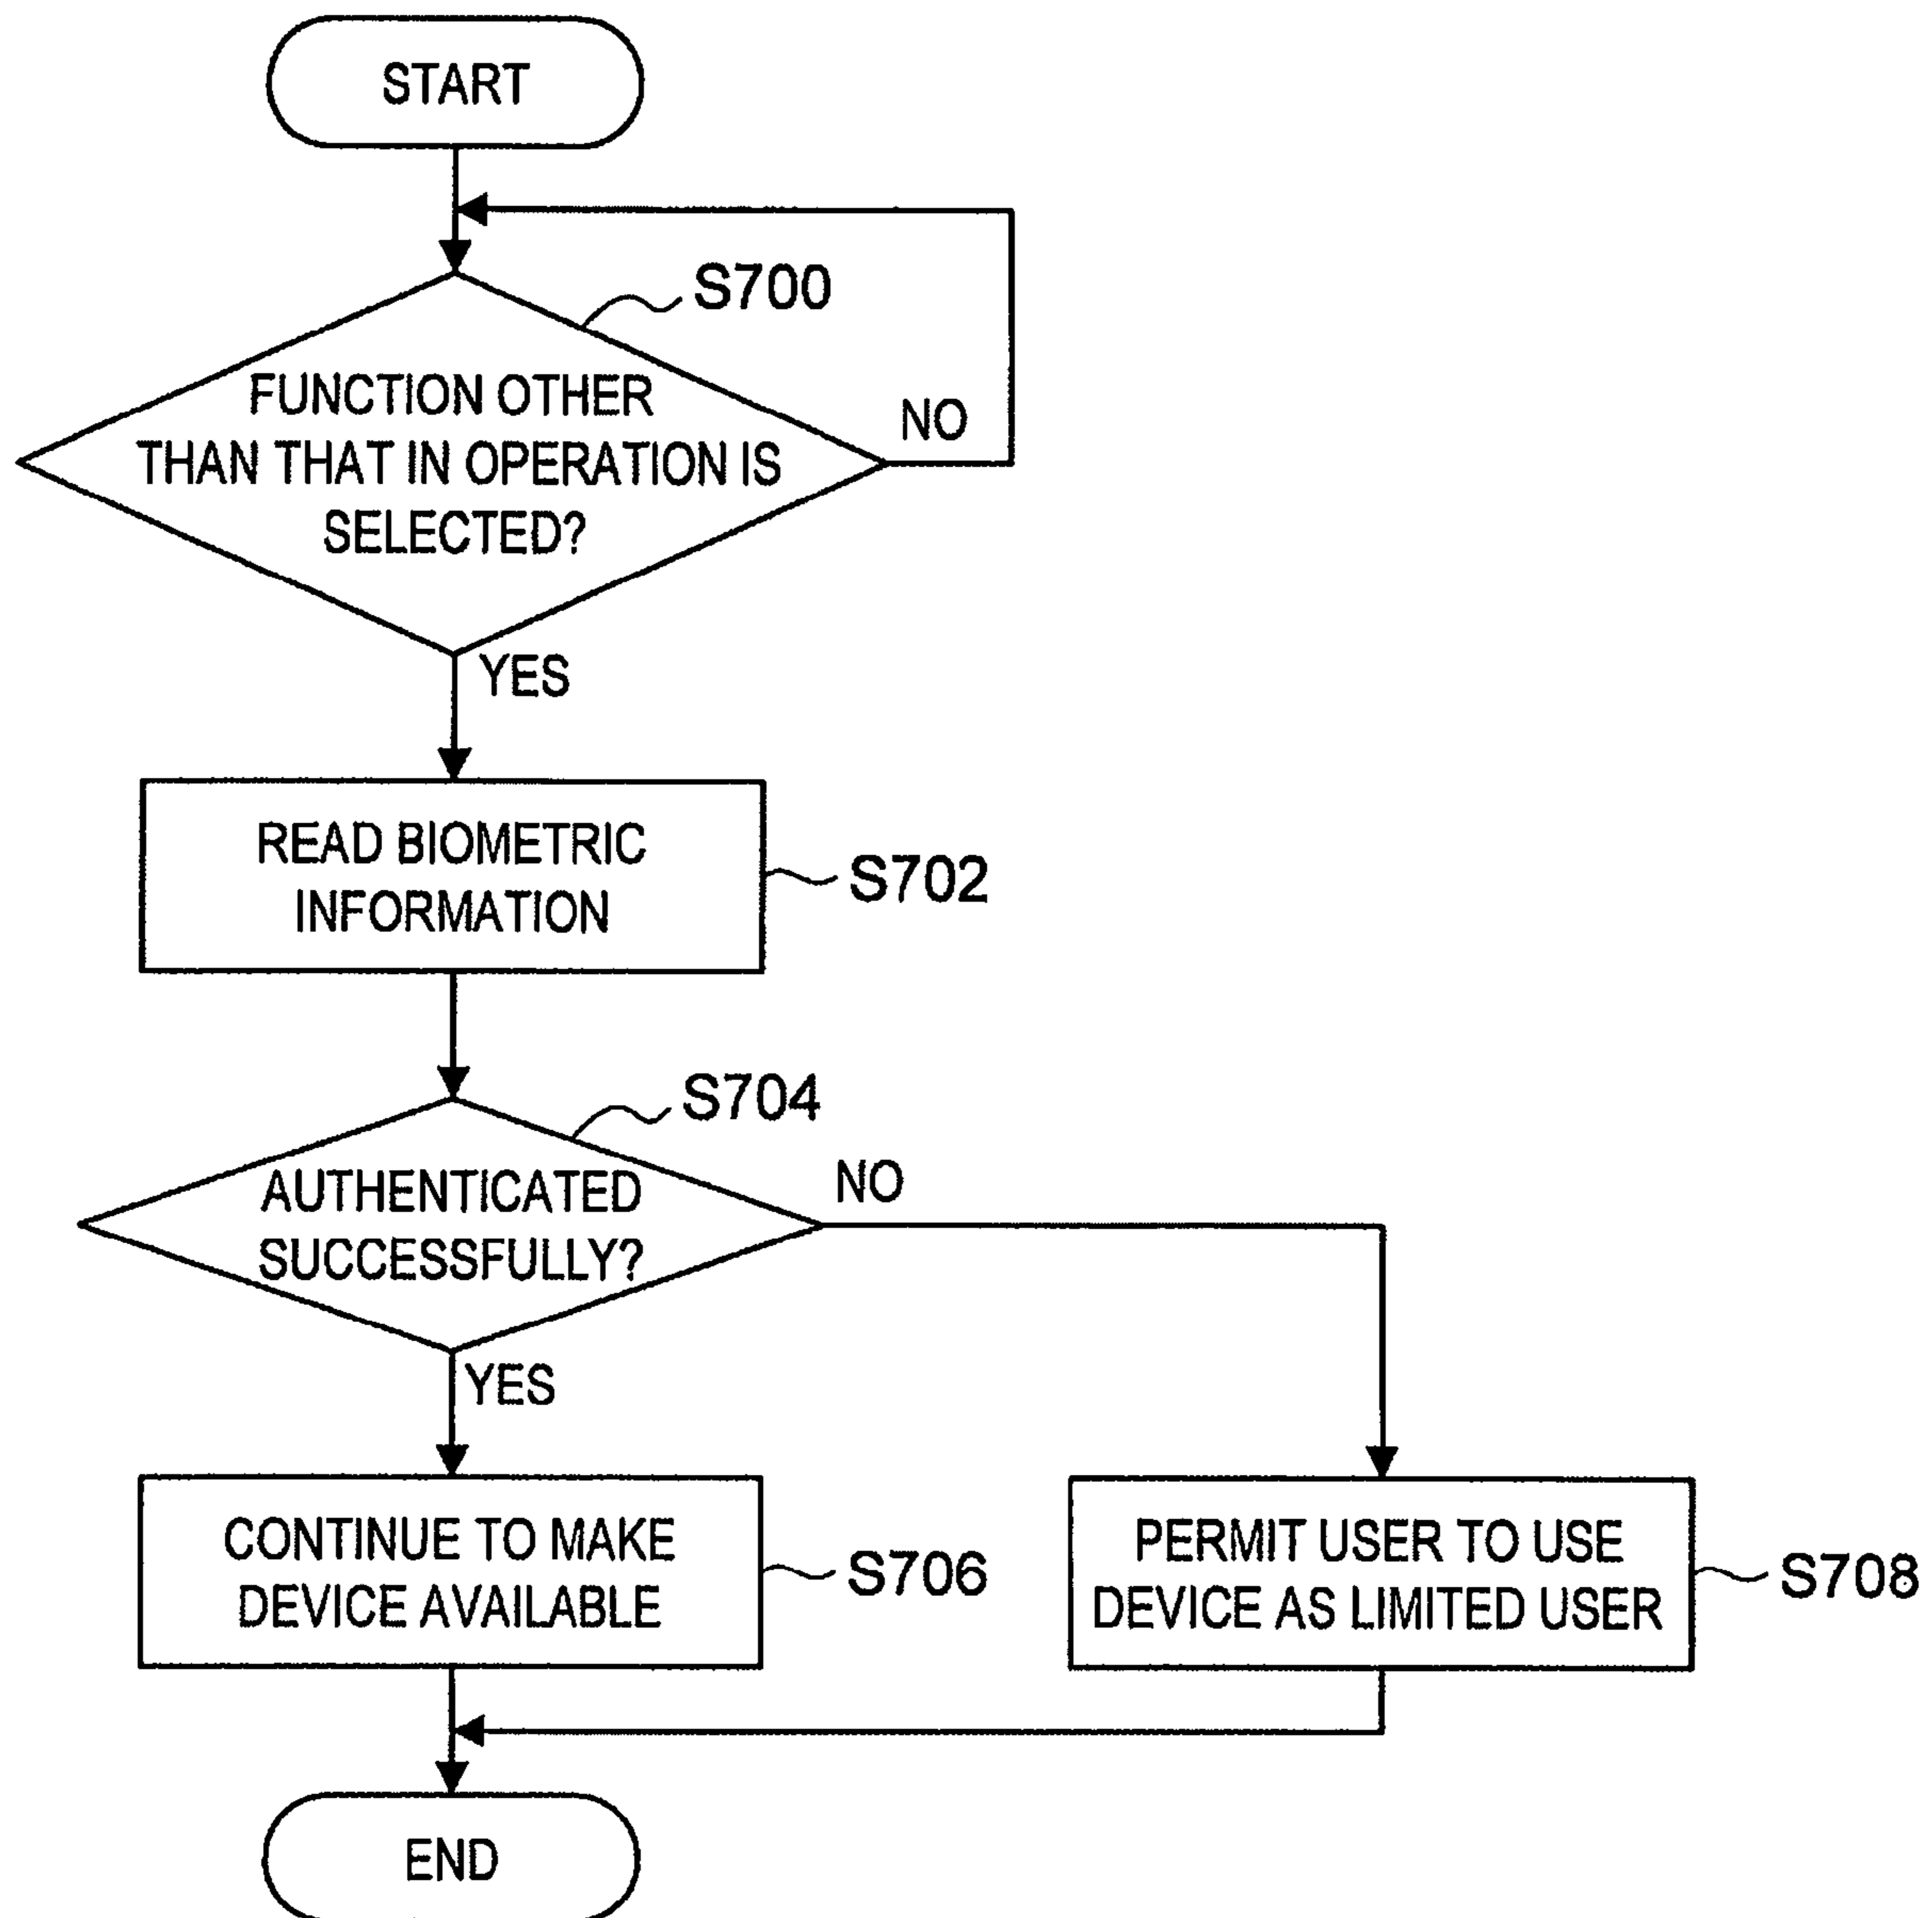 START
S700
FUNCTION OTHER
THAN THAT IN OPERATION IS
SELECTED?
NO
YES
READ BIOMETRIC
INFORMATION
S702
S704
AUTHENTICATED
SUCCESSFULLY?
NO
YES
CONTINUE TO MAKE
DEVICE AVAILABLE
S706
PERMIT USER TO USE
DEVICE AS LIMITED USER
S708
END